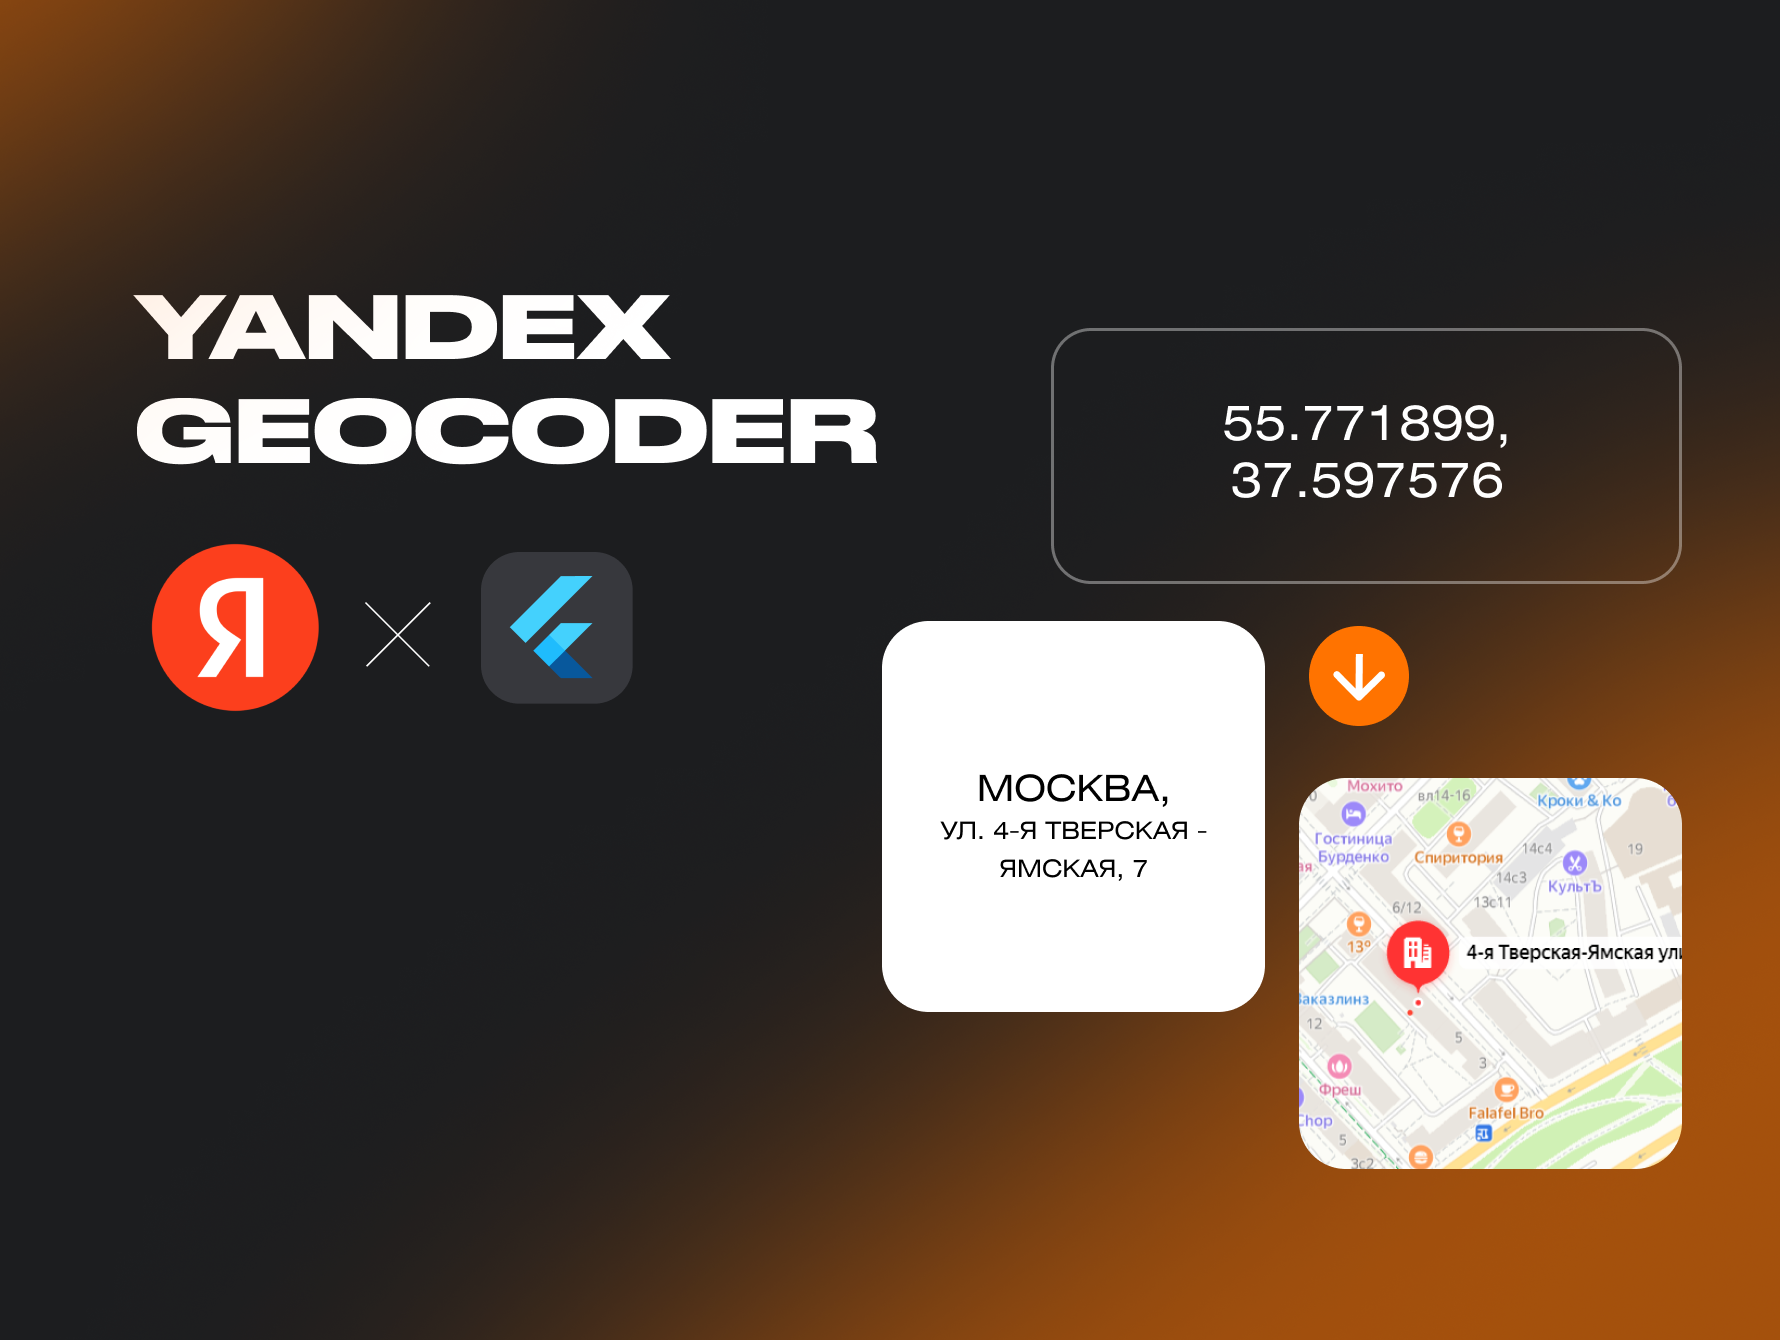 YANDEX
GEOCODER
Я
55.771899,
37.597576
МОСКВА,
УЛ. 4-Я ТВЕРСКАЯ -
ЯМСКАЯ, 7
Мохито
вл14-16
Кроки & Ко
Гостиница
Бурденко
Спиритория
14с4
19
14с3
КультЪ
6/12
13с11
13°
4-я Тверская-Ямская ули
Заказлинз
12
5
3
Фреш
Falafel Bro
Chop
5
3с2